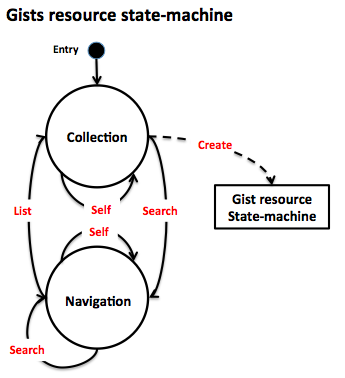 Gists resource state-machine
Entry
Collection
Create
Gist resource
State-machine
List
Self
Search
Self
Navigation
Search